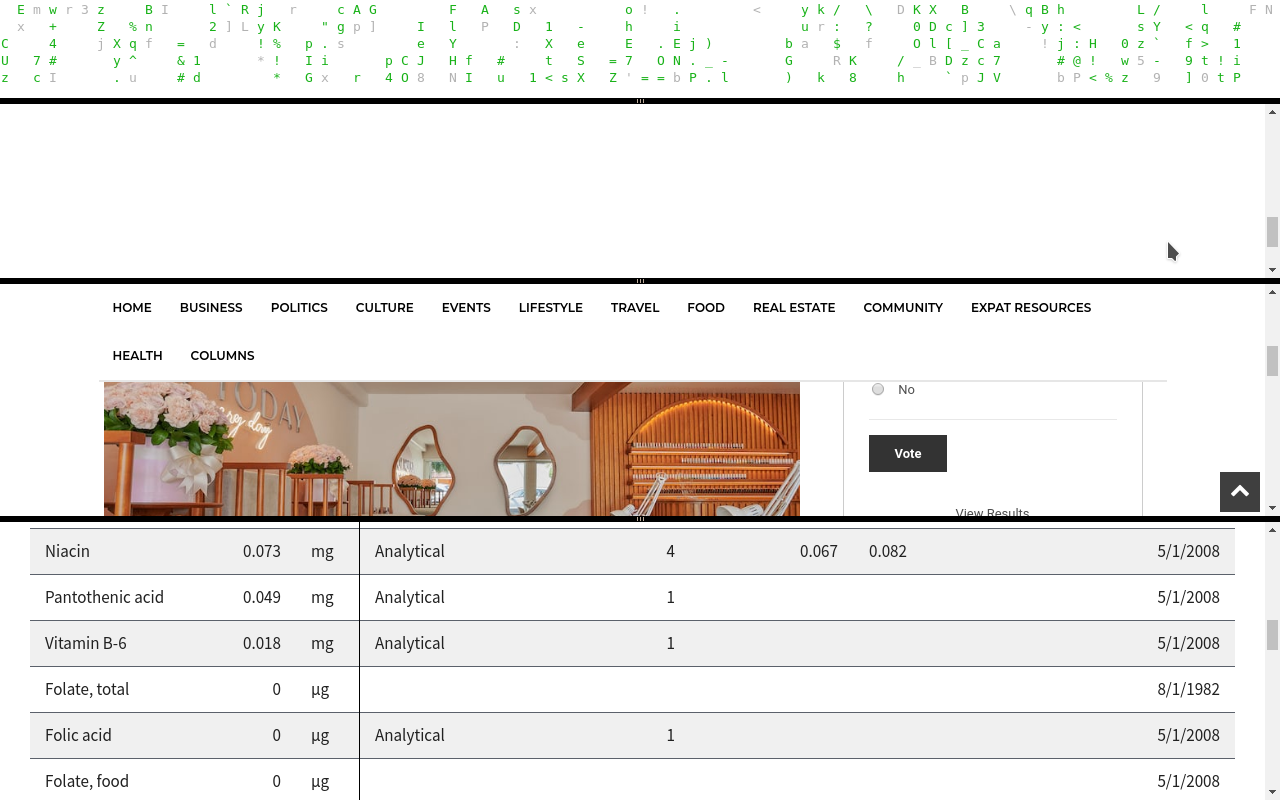 E m w r 3 z B I l ` R j r c A G F A s x o ! . < y k / \ D K X B \ q B h L / l F N
x + Z % n 2 ] L y K " g p ] I l P D 1 - h i u r : ? 0 D c ] 3 - y : < s Y < q #
C 4 j X q f = d ! % p . s e Y : X e E . E j ) b a $ f O l [ _ C a ! j : H 0 z ` f > 1
U 7 # y ^ & 1 * ! I i p C J H f # t S = 7 O N . _ - G R K / _ B D z c 7 # @ ! w 5 - 9 t ! i
z c I . u # d * G x r 4 O 8 N I u 1 < s X Z ' = = b P . l ) k 8 h ` p J V b P < % z 9 ] 0 t P
HOME BUSINESS POLITICS CULTURE EVENTS LIFESTYLE TRAVEL FOOD REAL ESTATE COMMUNITY EXPAT RESOURCES
HEALTH COLUMNS
TODAY
No
Vote
View Results
Niacin 0.073 mg Analytical 4 0.067 0.082 5/1/2008
Pantothenic acid 0.049 mg Analytical 1 5/1/2008
Vitamin B-6 0.018 mg Analytical 1 5/1/2008
Folate, total 0 µg 8/1/1982
Folic acid 0 µg Analytical 1 5/1/2008
Folate, food 0 µg 5/1/2008